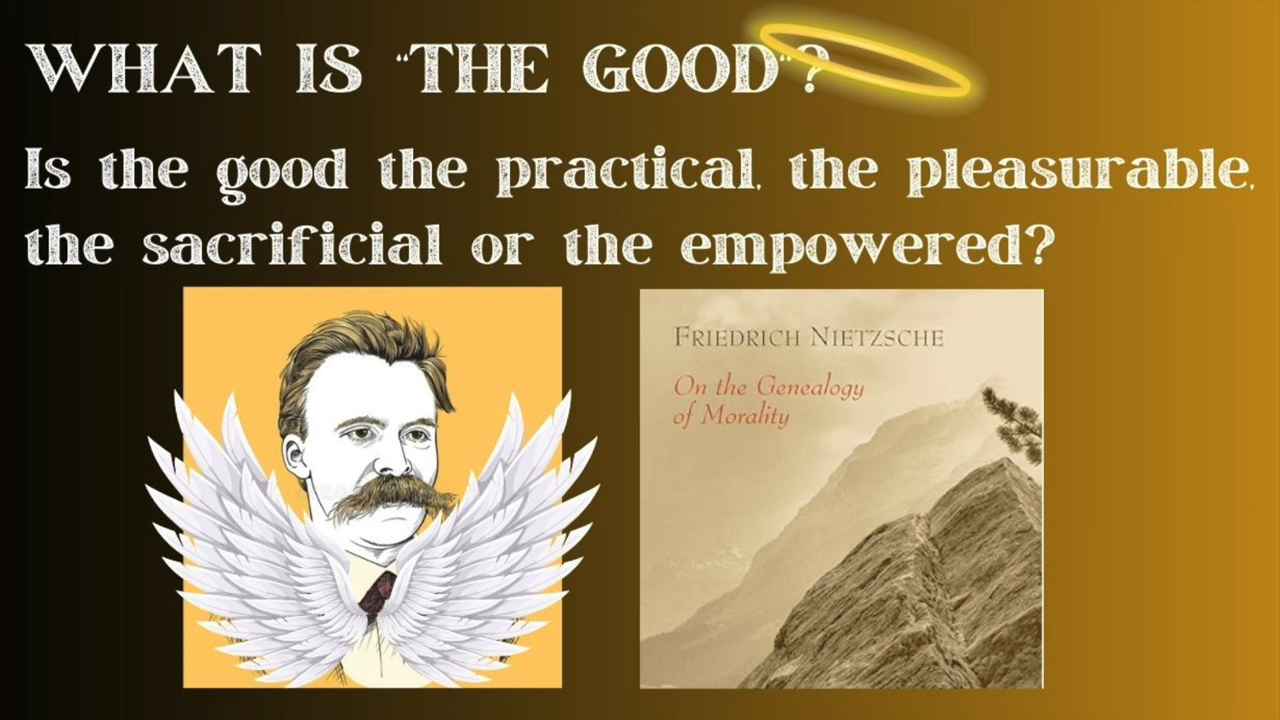 WHAT IS "THE GOOD"?
Is the good the practical, the pleasurable,
the sacrificial or the empowered?
FRIEDRICH NIETZSCHE
On the Genealogy
of Morality